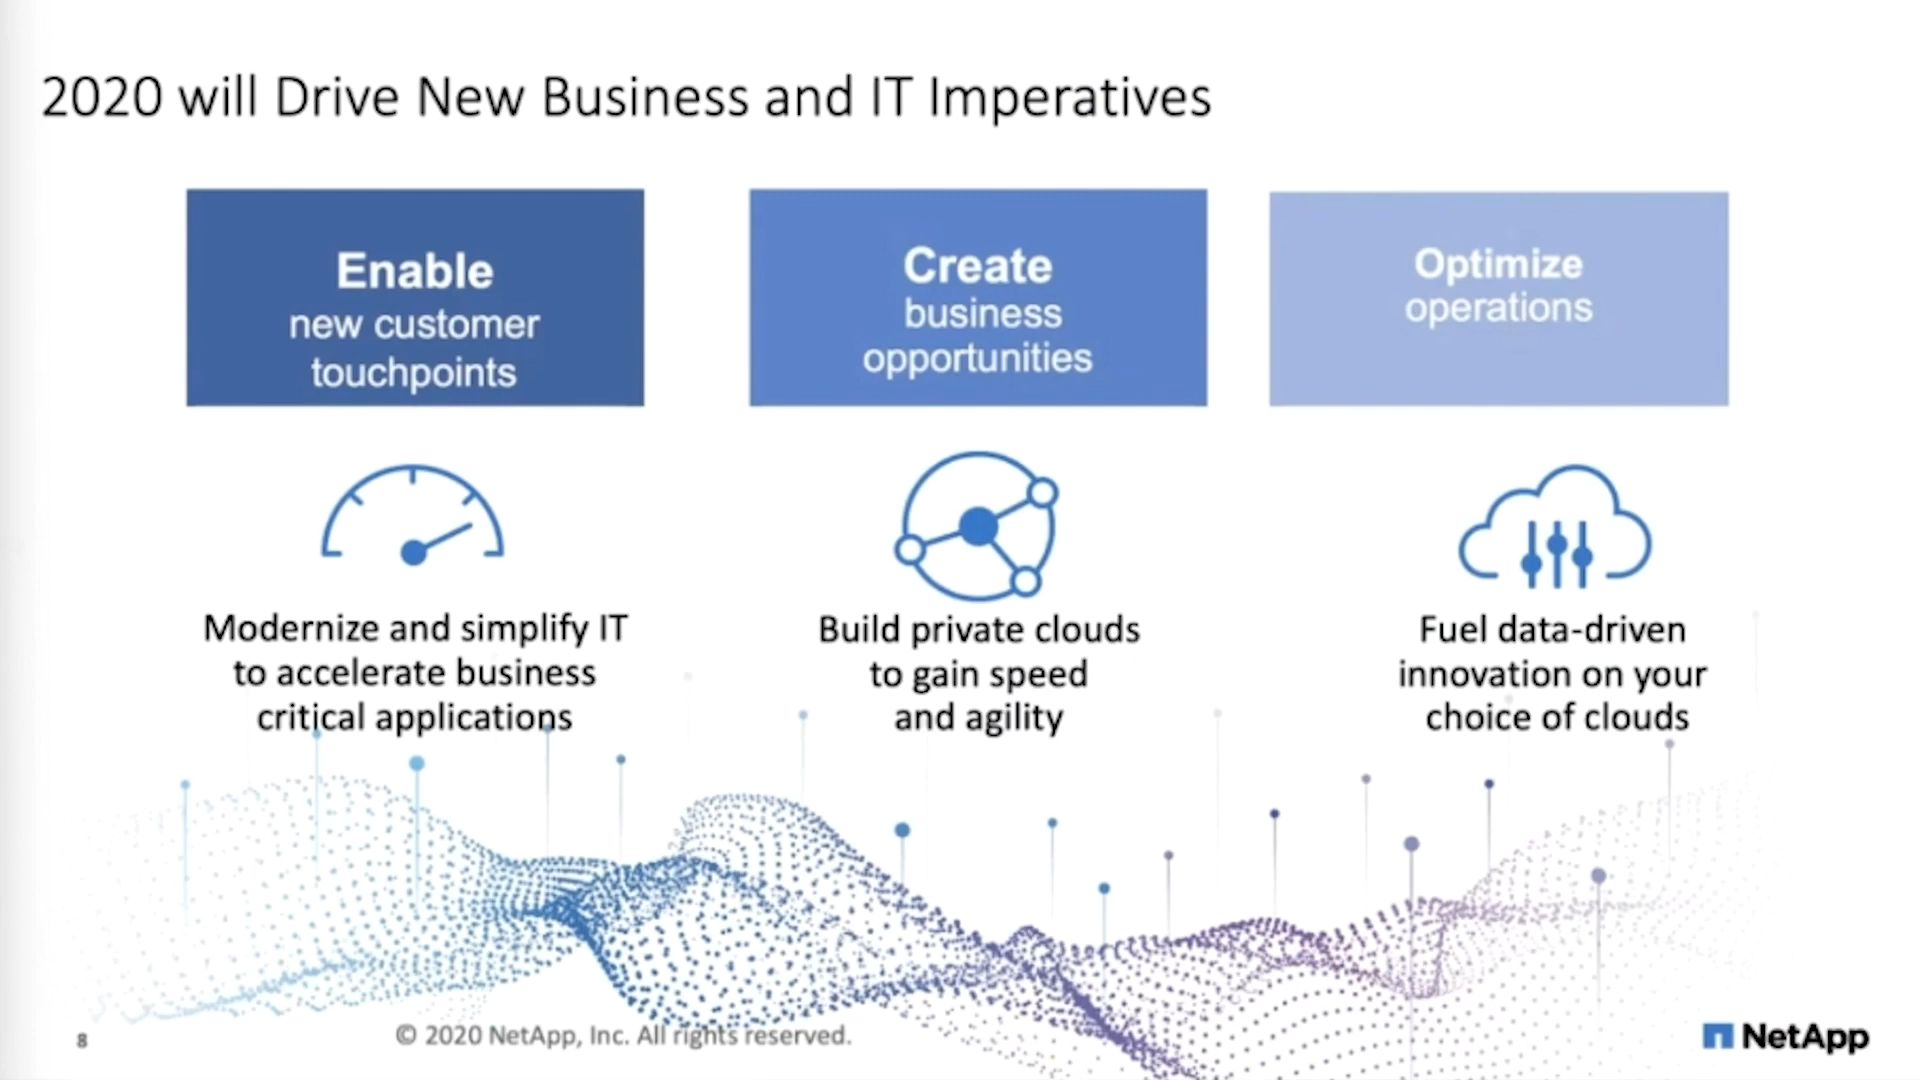 2020 will Drive New Business and IT Imperatives
Enable
new customer
touchpoints
Create
business
opportunities
Optimize
operations
Modernize and simplify IT
to accelerate business
critical applications
Build private clouds
to gain speed
and agility
Fuel data-driven
innovation on your
choice of clouds
8
© 2020 NetApp, Inc. All rights reserved.
NetApp